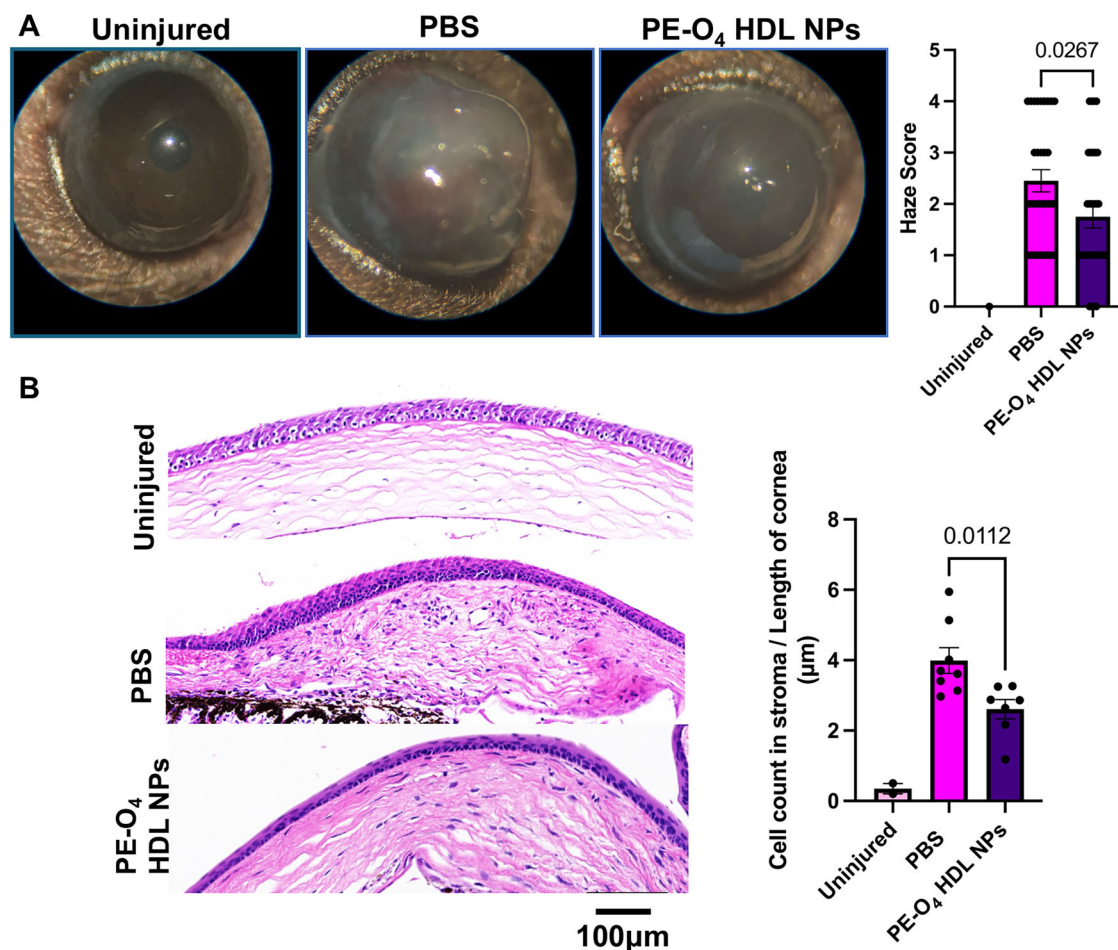 A
Uninjured
PBS
PE-O₄ HDL NPs
Haze Score
5
4
3
2
1
0
0.0267
Uninjured
PBS
PE-O₄ HDL NPs
B
Uninjured
PBS
PE-O₄
HDL NPs
100µm
Cell count in stroma / Length of cornea
(µm)
8
6
4
2
0
0.0112
Uninjured
PBS
PE-O₄ HDL NPs